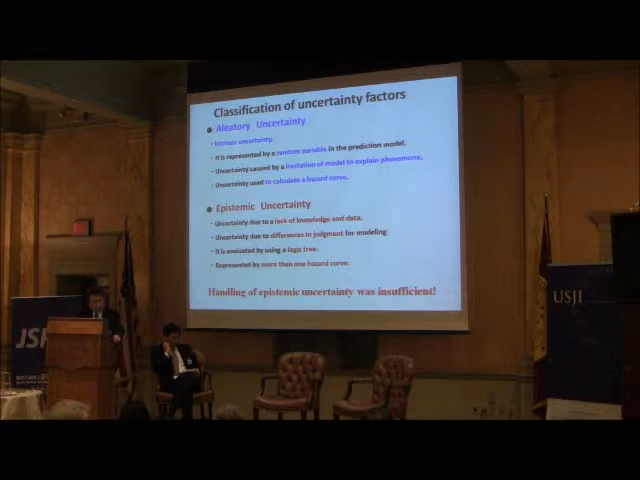 Classification of uncertainty factors
● Aleatory Uncertainty
· Intrinsic uncertainty.
· It is represented by a random variable in the prediction model.
· Uncertainty caused by a limitation of model to explain phenomena.
· Uncertainty used to calculate a hazard curve.
● Epistemic Uncertainty
· Uncertainty due to a lack of knowledge and data.
· Uncertainty due to differences in judgment for modeling
· It is evaluated by using a logic tree.
· Represented by more than one hazard curve.
Handling of epistemic uncertainty was insufficient!
USJI